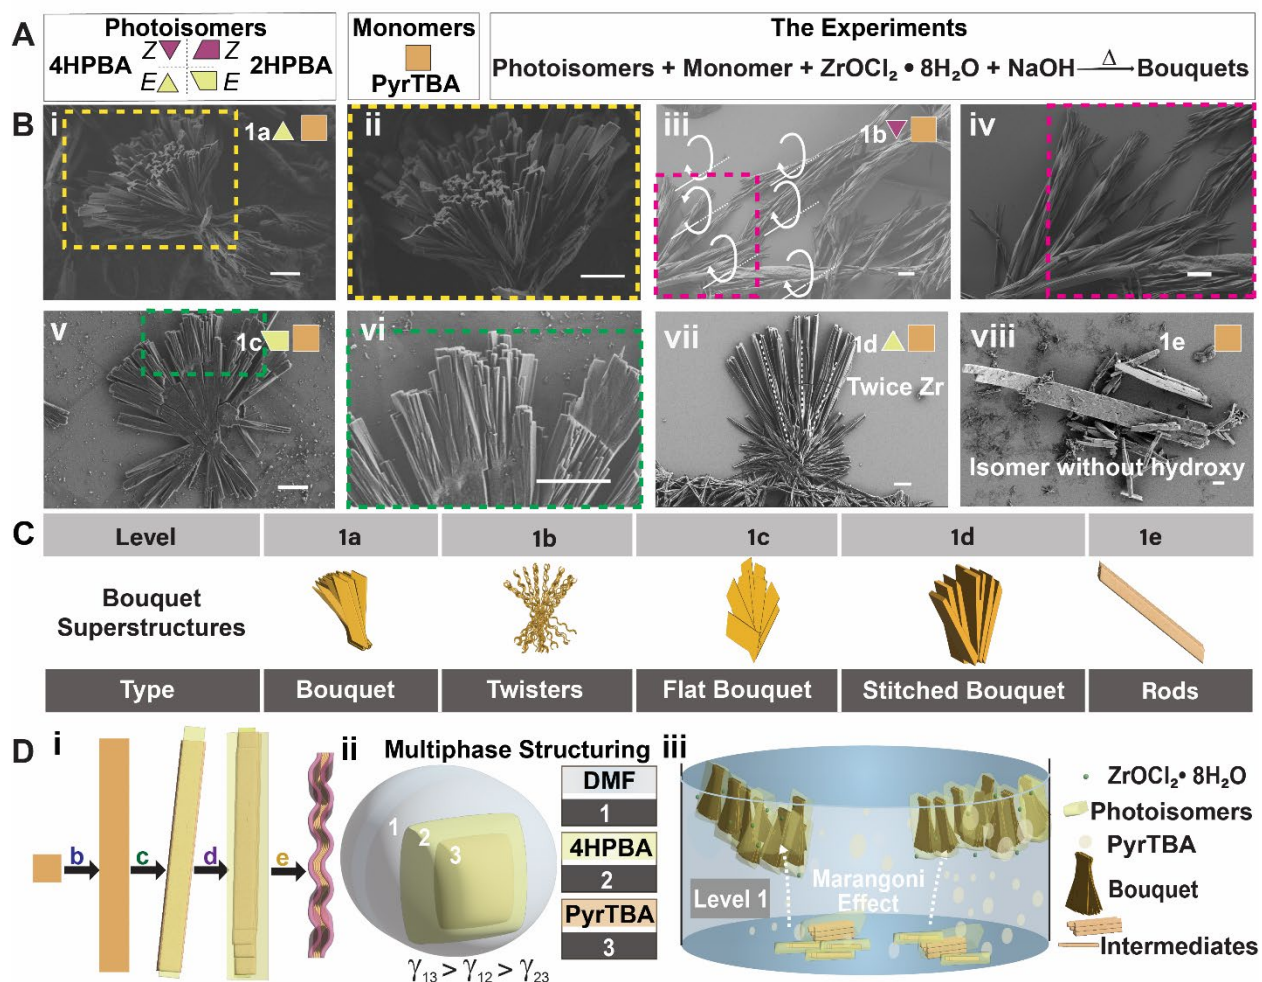 A
Photoisomers
4HPBA
Z
Z
E
E
2HPBA
Monomers
PyrTBA
The Experiments
Photoisomers + Monomer + ZrOCl₂ • 8H₂O + NaOH Δ Bouquets
B
i
1a
ii
iii
1b
iv
v
1c
vi
vii
1d
Twice Zr
viii
1e
Isomer without hydroxy
C
Level
1a
1b
1c
1d
1e
Bouquet
Superstructures
Type
Bouquet
Twisters
Flat Bouquet
Stitched Bouquet
Rods
D
i
b
c
d
e
ii
Multiphase Structuring
1
2
3
γ₁₃ > γ₁₂ > γ₂₃
DMF
1
4HPBA
2
PyrTBA
3
iii
Level 1
Marangoni
Effect
ZrOCl₂• 8H₂O
Photoisomers
PyrTBA
Bouquet
Intermediates